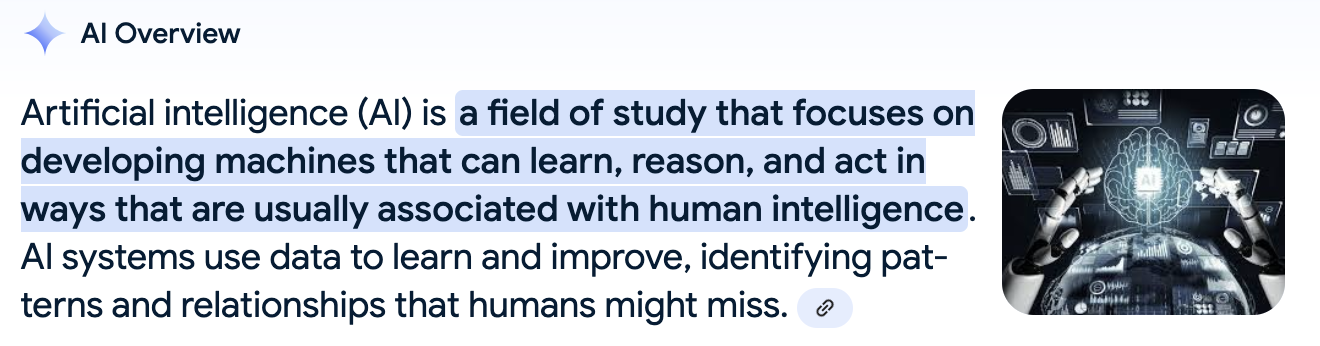 AI Overview
Artificial intelligence (AI) is a field of study that focuses on
developing machines that can learn, reason, and act in
ways that are usually associated with human intelligence.
AI systems use data to learn and improve, identifying pat-
terns and relationships that humans might miss.
AI